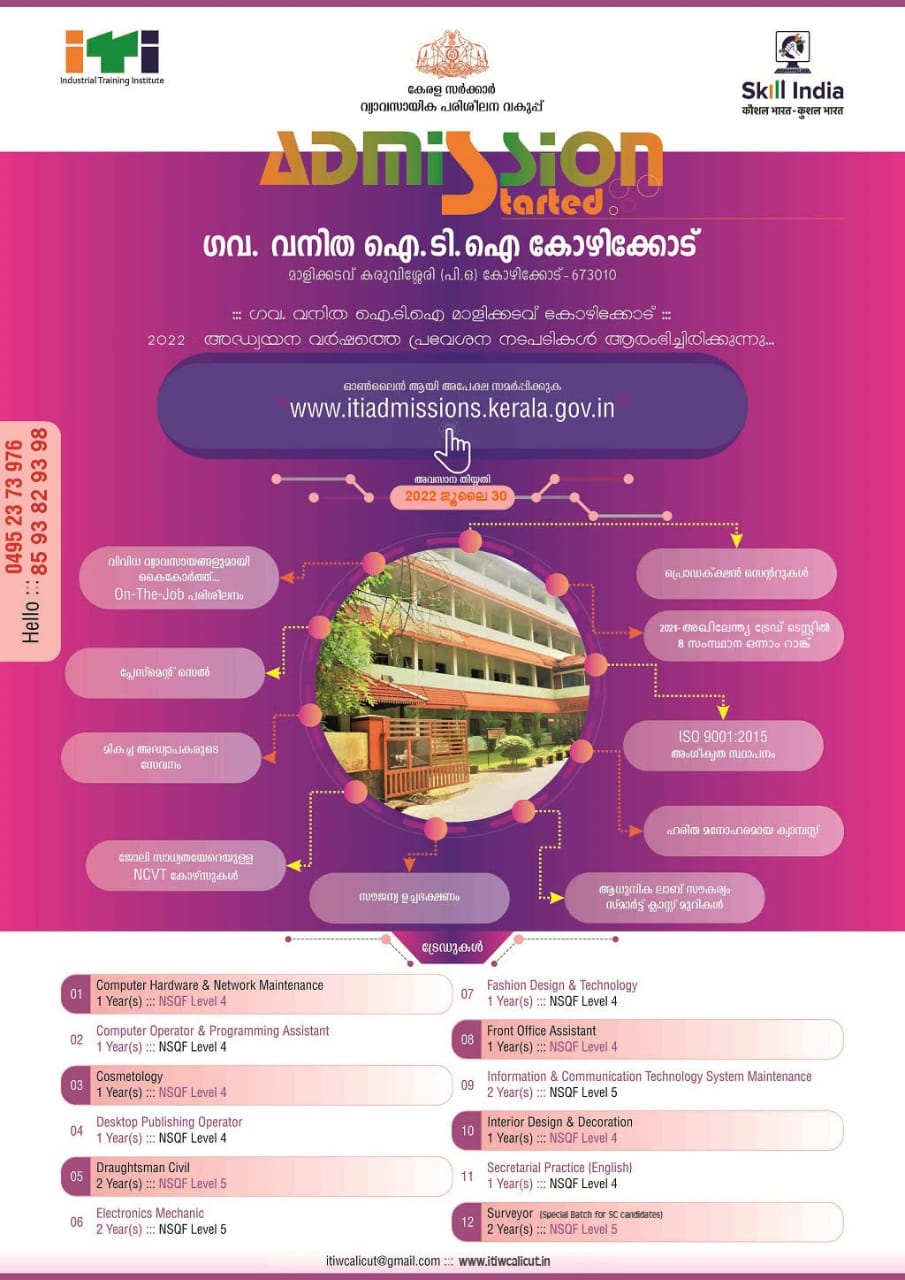 iTi
Industrial Training Institute
കേരള സർക്കാർ
വ്യാവസായിക പരിശീലന വകുപ്പ്
Skill India
कौशल भारत - कुशल भारत
ADMiSSiON
Started
ഗവ. വനിത ഐ.ടി.ഐ കോഴിക്കോട്
മാളിക്കടവ് കരുവിശ്ശേരി (പി.ഒ) കോഴിക്കോട് - 673010
::: ഗവ. വനിത ഐ.ടി.ഐ മാളിക്കടവ് കോഴിക്കോട് :::
2022 അദ്ധ്യയന വർഷത്തെ പ്രവേശന നടപടികൾ ആരംഭിച്ചിരിക്കുന്നു...
ഓൺലൈൻ ആയി അപേക്ഷ സമർപ്പിക്കുക
"www.itiadmissions.kerala.gov.in"
അവസാന തിയ്യതി
2022 ജൂലൈ 30
Hello ::: 0495 23 73 976
85 93 82 93 98
വിവിധ വ്യാവസായങ്ങളുമായി
കൈകോർത്ത്...
On-The-Job പരിശീലനം
പ്ലേസ്മെന്റ് സെൽ
മികച്ച അദ്ധ്യാപകരുടെ
സേവനം
ജോലി സാധ്യതയേറെയുള്ള
NCVT കോഴ്സുകൾ
സൗജന്യ ഉച്ചഭക്ഷണം
പ്രൊഡക്ഷൻ സെന്ററുകൾ
2021-അഖിലേന്ത്യ ട്രേഡ് ടെസ്റ്റിൽ
8 സംസ്ഥാന ഒന്നാം റാങ്ക്
ISO 9001:2015
അംഗീകൃത സ്ഥാപനം
ഹരിത മനോഹരമായ ക്യാമ്പസ്സ്
ആധുനിക ലാബ് സൗകര്യം
സ്മാർട്ട് ക്ലാസ്സ് മുറികൾ
ട്രേഡുകൾ
01 Computer Hardware & Network Maintenance
1 Year(s) ::: NSQF Level 4
02 Computer Operator & Programming Assistant
1 Year(s) ::: NSQF Level 4
03 Cosmetology
1 Year(s) ::: NSQF Level 4
04 Desktop Publishing Operator
1 Year(s) ::: NSQF Level 4
05 Draughtsman Civil
2 Year(s) ::: NSQF Level 5
06 Electronics Mechanic
2 Year(s) ::: NSQF Level 5
07 Fashion Design & Technology
1 Year(s) ::: NSQF Level 4
08 Front Office Assistant
1 Year(s) ::: NSQF Level 4
09 Information & Communication Technology System Maintenance
2 Year(s) ::: NSQF Level 5
10 Interior Design & Decoration
1 Year(s) ::: NSQF Level 4
11 Secretarial Practice (English)
1 Year(s) ::: NSQF Level 4
12 Surveyor (Special Batch for SC candidates)
2 Year(s) ::: NSQF Level 5
itiwcalicut@gmail.com ::: www.itiwcalicut.in